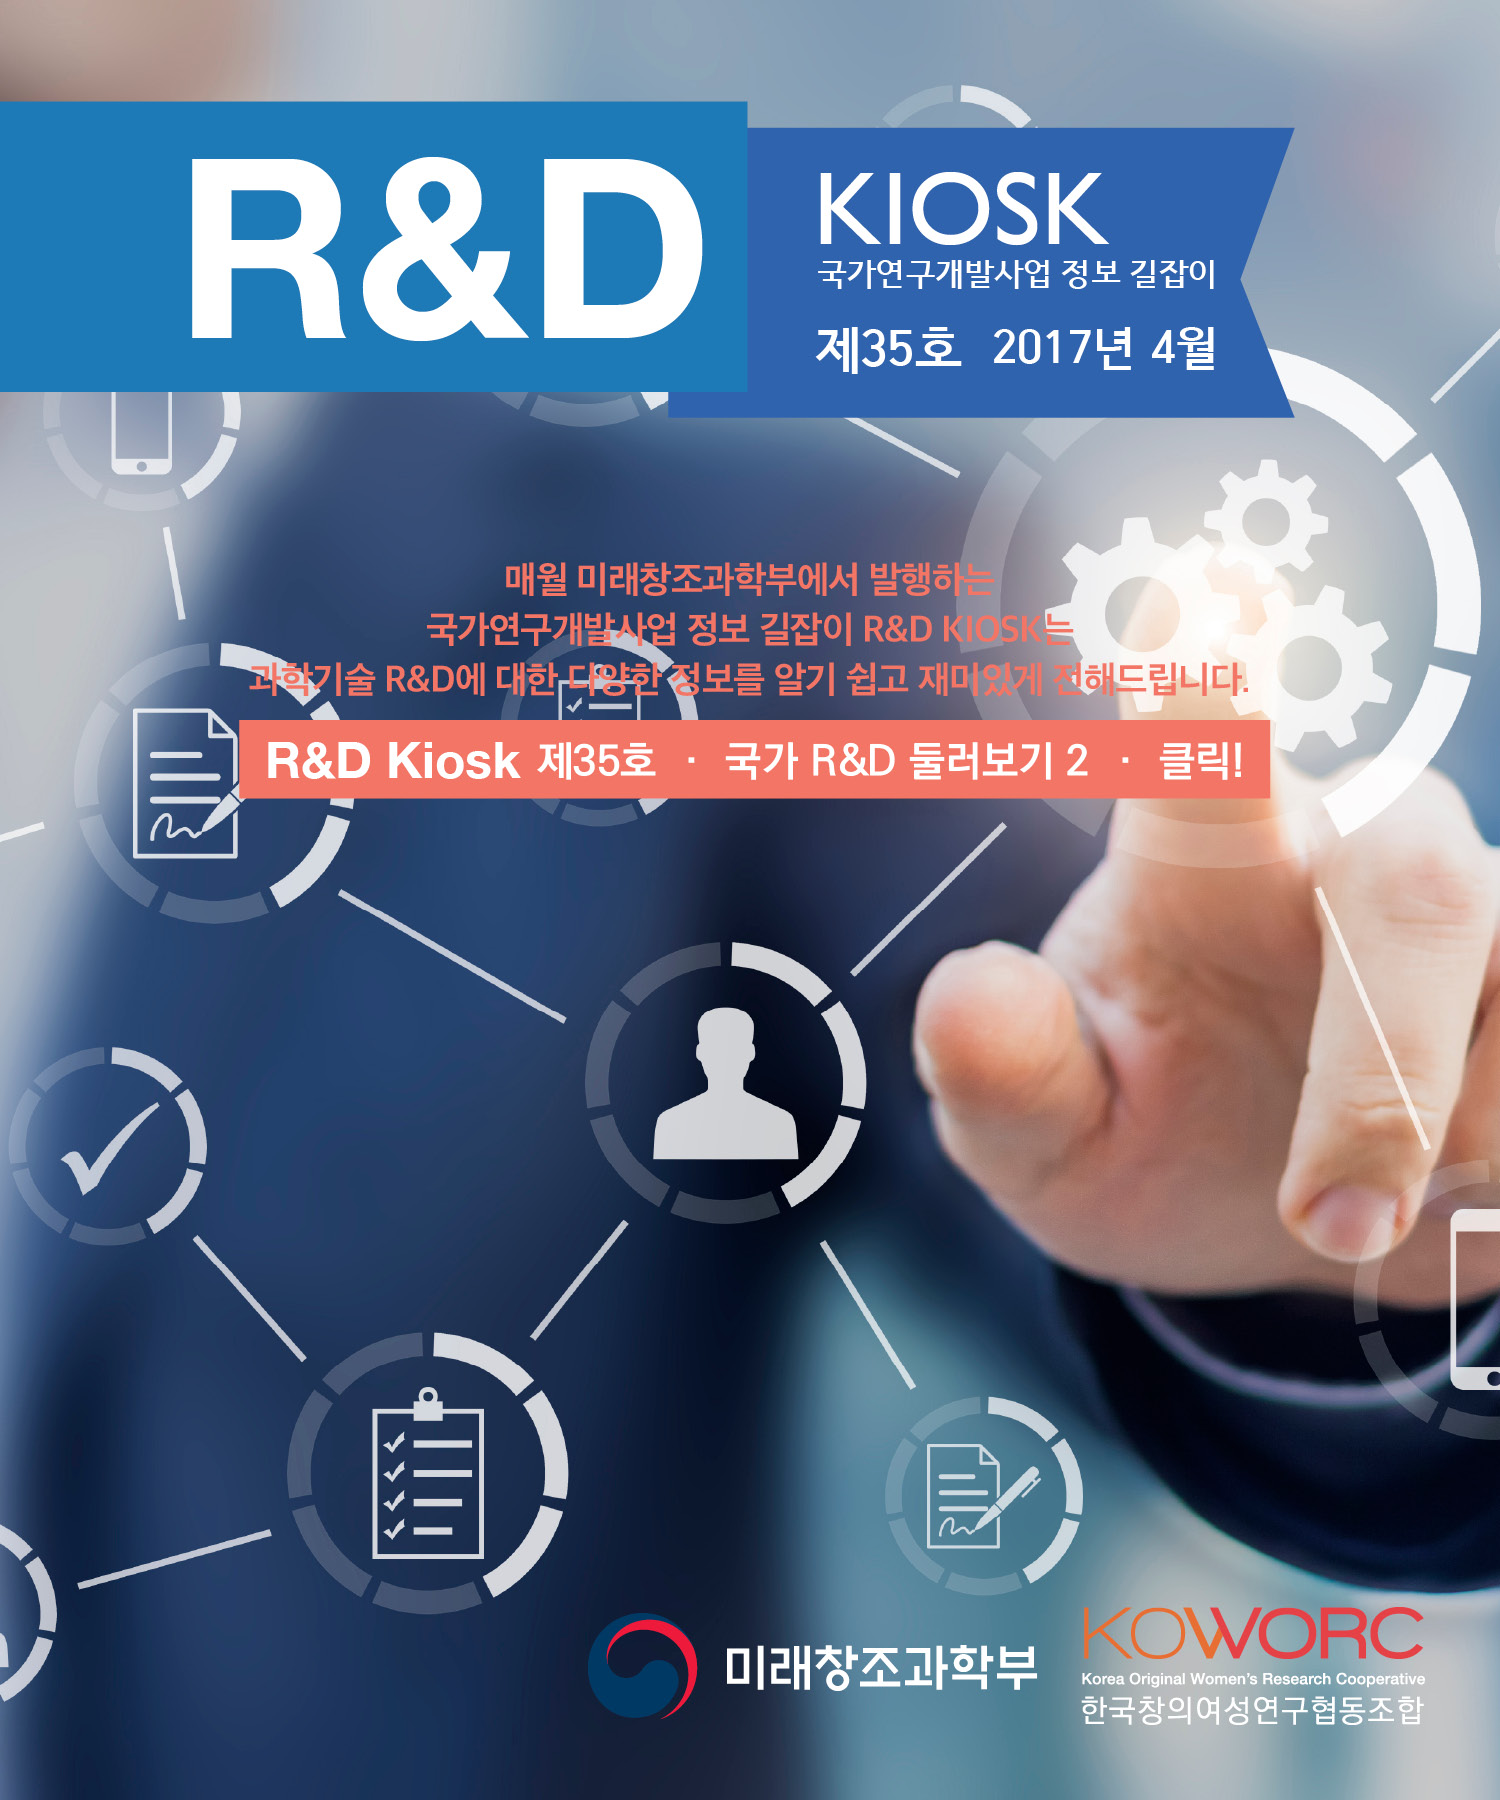 R&D
KIOSK
국가연구개발사업 정보 길잡이
제35호 2017년 4월
매월 미래창조과학부에서 발행하는
국가연구개발사업 정보 길잡이 R&D KIOSK는
과학기술 R&D에 대한 다양한 정보를 알기 쉽고 재미있게 전해드립니다.
R&D Kiosk 제35호 · 국가 R&D 둘러보기 2 · 클릭!
미래창조과학부
KOWORC
Korea Original Women's Research Cooperative
한국창의여성연구협동조합